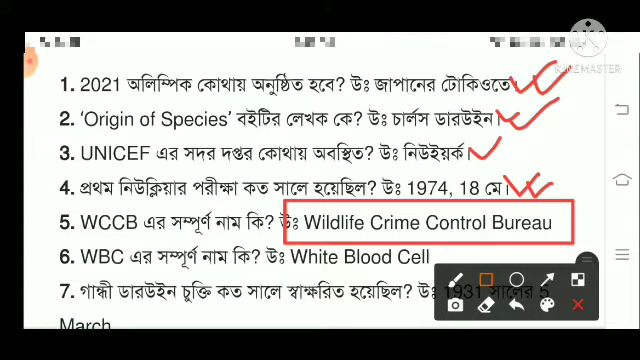 KINEMASTER
1. 2021 অলিম্পিক কোথায় অনুষ্ঠিত হবে? উঃ জাপানের টোকিওতে।
2. ‘Origin of Species’ বইটির লেখক কে? উঃ চার্লস ডারউইন।
3. UNICEF এর সদর দপ্তর কোথায় অবস্থিত? উঃ নিউইয়র্ক।
4. প্রথম নিউক্লিয়ার পরীক্ষা কত সালে হয়েছিল? উঃ 1974, 18 মে।
5. WCCB এর সম্পূর্ণ নাম কি? উঃ Wildlife Crime Control Bureau
6. WBC এর সম্পূর্ণ নাম কি? উঃ White Blood Cell
7. গান্ধী ডারউইন চুক্তি কত সালে স্বাক্ষরিত হয়েছিল? উঃ 1931 সালের 5
March